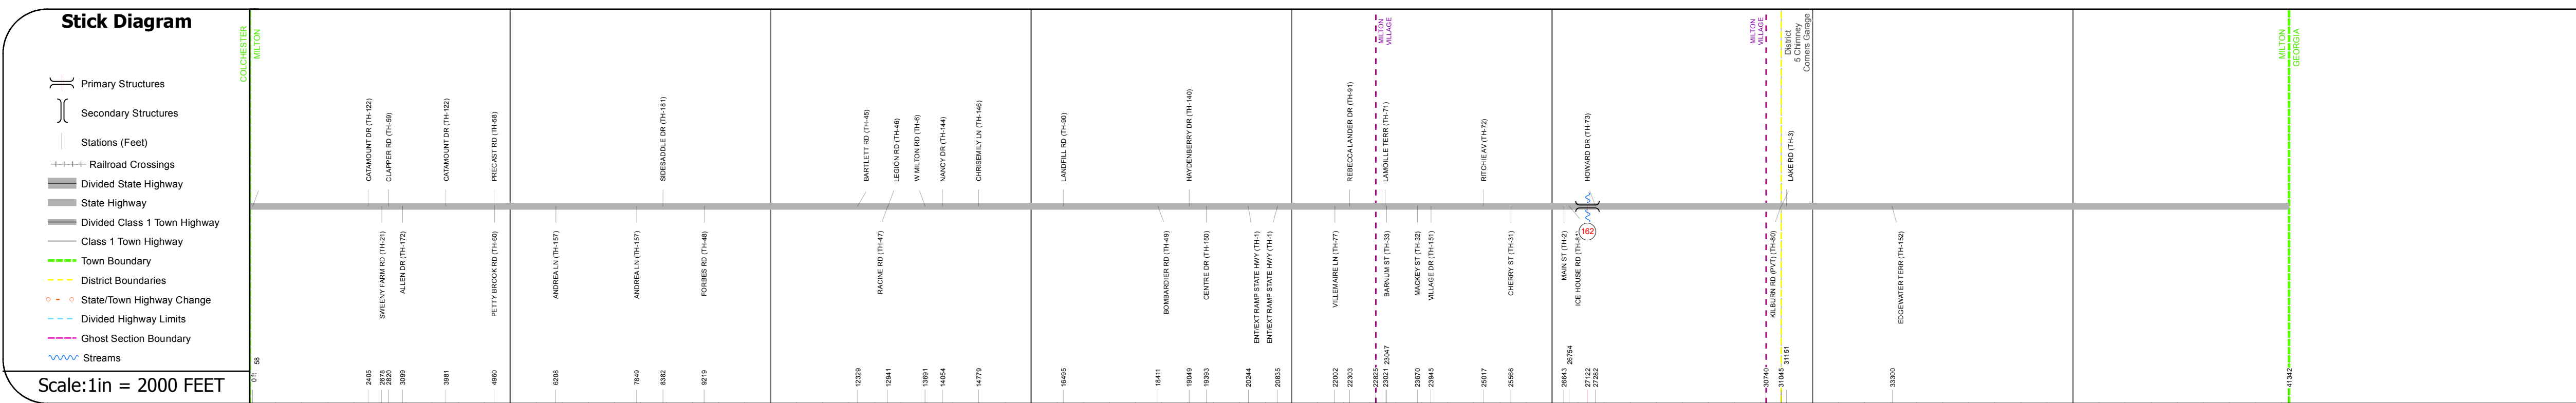 Stick Diagram
Primary Structures
Secondary Structures
Stations (Feet)
Railroad Crossings
Divided State Highway
State Highway
Divided Class 1 Town Highway
Class 1 Town Highway
Town Boundary
District Boundaries
State/Town Highway Change
Divided Highway Limits
Ghost Section Boundary
Streams
Scale:1in = 2000 FEET
COLCHESTER
MILTON
MILTON
VILLAGE
MILTON
VILLAGE
District
5 Chimney
Corners Garage
MILTON
GEORGIA
CATAMOUNT DR (TH-122)
CLAPPER RD (TH-59)
CATAMOUNT DR (TH-122)
PRECAST RD (TH-58)
SIDESADDLE DR (TH-181)
BARTLETT RD (TH-45)
LEGION RD (TH-46)
W MILTON RD (TH-6)
NANCY DR (TH-144)
CHRISEMILY LN (TH-146)
LANDFILL RD (TH-90)
HAYDENBERRY DR (TH-140)
REBECCA LANDER DR (TH-91)
LAMOILLE TERR (TH-71)
RITCHIE AV (TH-72)
HOWARD DR (TH-73)
LAKE RD (TH-3)
SWEENY FARM RD (TH-21)
ALLEN DR (TH-172)
PETTY BROOK RD (TH-60)
ANDREA LN (TH-157)
ANDREA LN (TH-157)
FORBES RD (TH-48)
RACINE RD (TH-47)
BOMBARDIER RD (TH-49)
CENTRE DR (TH-150)
ENT/EXT RAMP STATE HWY (TH-1)
ENT/EXT RAMP STATE HWY (TH-1)
VILLEMAIRE LN (TH-77)
BARNUM ST (TH-33)
MACKEY ST (TH-32)
VILLAGE DR (TH-151)
CHERRY ST (TH-31)
MAIN ST (TH-2)
ICE HOUSE RD
162
KILBURN RD (PVT) (TH-80)
EDGEWATER TERR (TH-152)
0 ft
58
2405
2678
2820
3099
3981
4960
6208
7849
8382
9219
12329
12941
13691
14054
14779
16495
18411
19049
19393
20244
20835
22002
22303
22825
23021
23047
23670
23945
25017
25566
26643
26754
27122
27282
30740
31045
31151
33300
41342